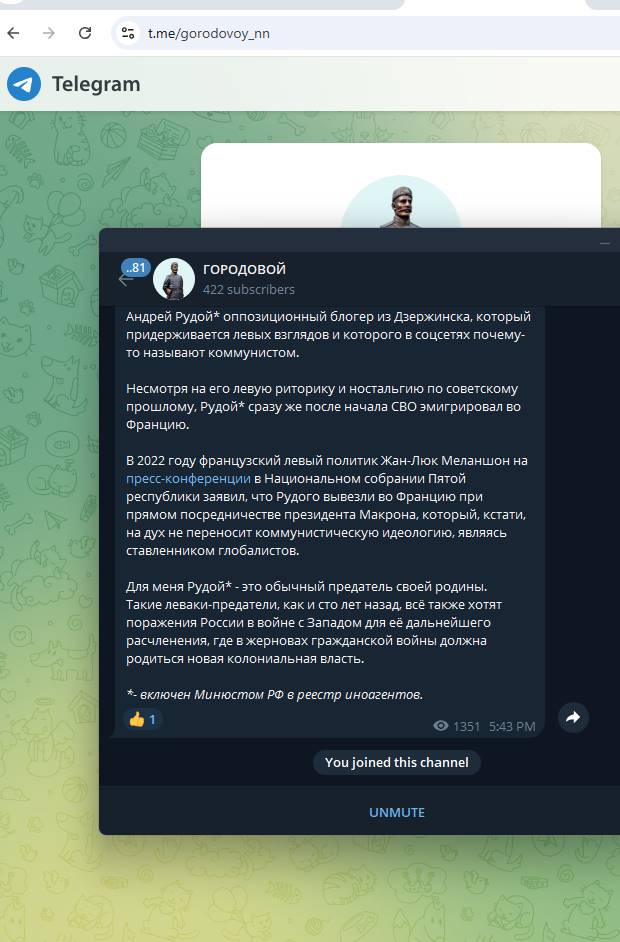 t.me/gorodovoy_nn
Telegram
..81
ГОРОДОВОЙ
422 subscribers
Андрей Рудой* оппозиционный блогер из Дзержинска, который
придерживается левых взглядов и которого в соцсетях почему-
то называют коммунистом.
Несмотря на его левую риторику и ностальгию по советскому
прошлому, Рудой* сразу же после начала СВО эмигрировал во
Францию.
В 2022 году французский левый политик Жан-Люк Меланшон на
пресс-конференции в Национальном собрании Пятой
республики заявил, что Рудого вывезли во Францию при
прямом посредничестве президента Макрона, который, кстати,
на дух не переносит коммунистическую идеологию, являясь
ставленником глобалистов.
Для меня Рудой* - это обычный предатель своей родины.
Такие леваки-предатели, как и сто лет назад, всё также хотят
поражения России в войне с Западом для её дальнейшего
расчленения, где в жерновах гражданской войны должна
родиться новая колониальная власть.
*- включен Минюстом РФ в реестр иноагентов.
👍 1
1351 5:43 PM
You joined this channel
UNMUTE